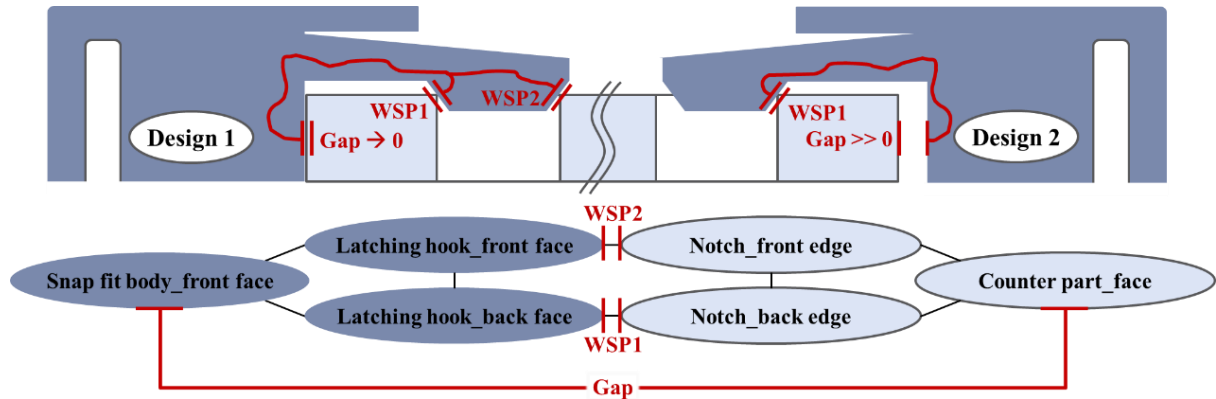 Design 1
WSP1
Gap → 0
WSP2
WSP1
Gap >> 0
Design 2
WSP2
Latching hook_front face
Notch_front edge
Snap fit body_front face
Counter part_face
Latching hook_back face
Notch_back edge
WSP1
Gap